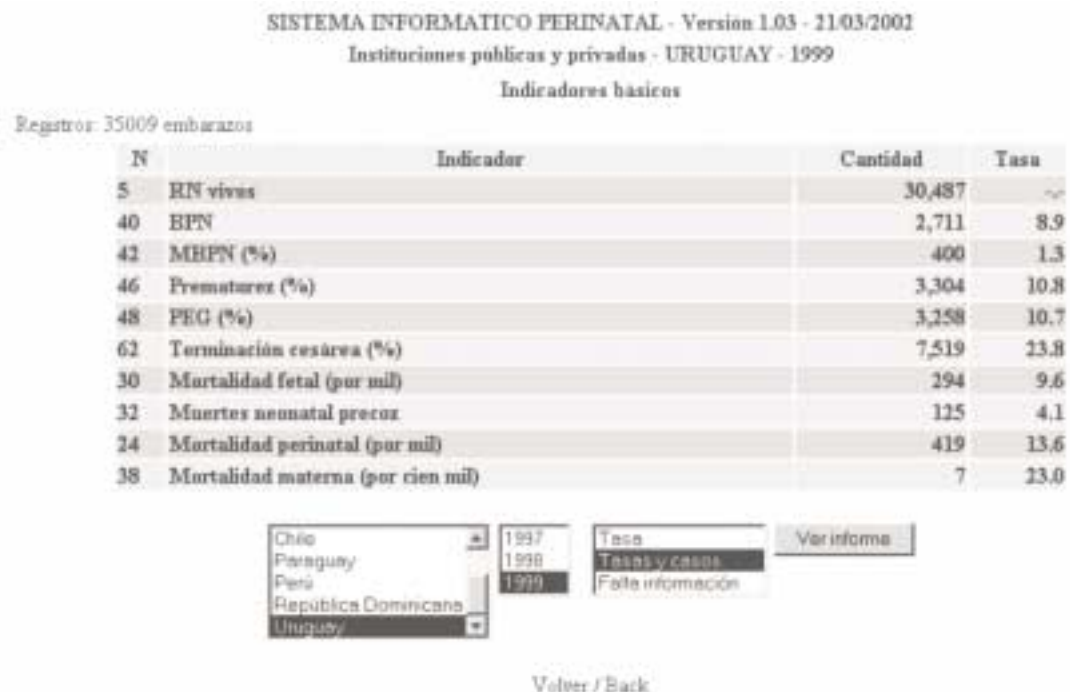 SISTEMA INFORMATICO PERINATAL - Version 1.03 - 21/03/2002
Instituciones publicas y privadas - URUGUAY - 1999
Indicadores basicos
Registros: 35009 embarazos
N Indicador Cantidad Tasa
5 RN vivos 30,487 -.-
40 BPN 2,711 8.9
42 MBPN (%) 400 1.3
46 Prematurez (%) 3,304 10.8
48 PEG (%) 3,258 10.7
62 Terminación cesárea (%) 7,519 23.8
30 Mortalidad fetal (por mil) 294 9.6
32 Muertes neonatal precoz 125 4.1
24 Mortalidad perinatal (por mil) 419 13.6
38 Mortalidad materna (por cien mil) 7 23.0
Chile 1997 Tasa Ver informe
Paraguay 1998 Tasas y casos
Perú 1999 Falta información
República Dominicana
Uruguay
Volver / Back